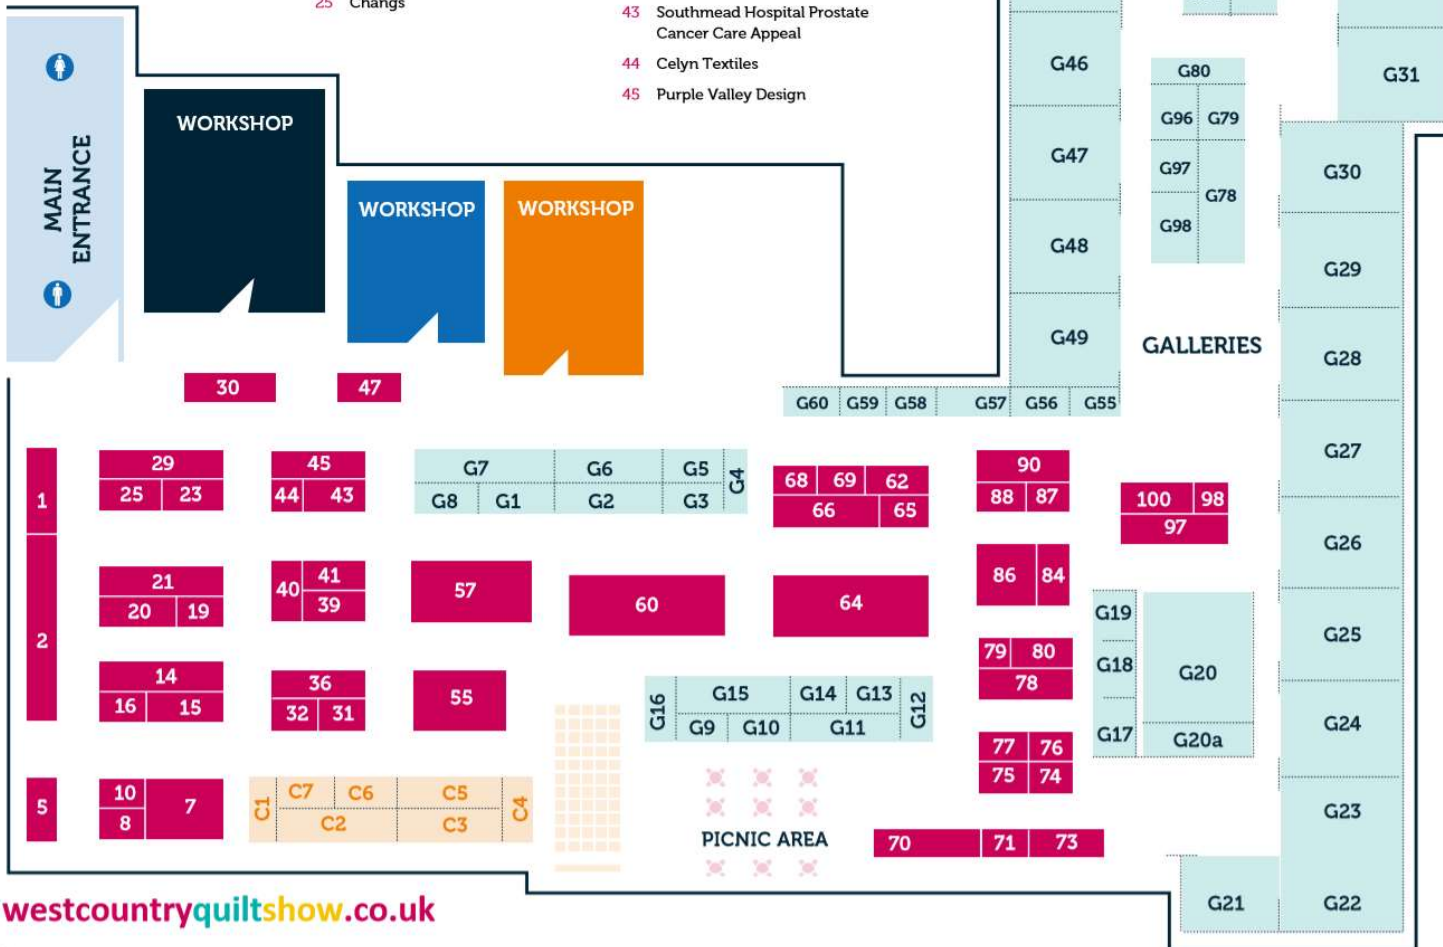 25 Changs
43 Southmead Hospital Prostate
Cancer Care Appeal
44 Celyn Textiles
45 Purple Valley Design
MAIN
ENTRANCE
WORKSHOP
WORKSHOP
WORKSHOP
G46
G47
G48
G49
G80
G96 G79
G97
G78
G98
G31
G30
G29
G28
G27
G26
G25
G24
G23
G22
G21
GALLERIES
G60 G59 G58 G57 G56 G55
30
47
1
2
5
29
25 23
21
20 19
14
16 15
10
8
7
45
44 43
40
41
39
36
32 31
G7 G6 G5
G4
G8 G1 G2 G3
57
60
64
55
68 69 62
66 65
90
88 87
100 98
97
86 84
79 80
78
77 76
75 74
70 71 73
G19
G18
G17
G20
G20a
G16
G15 G14 G13
G12
G9 G10 G11
C1
C7 C6 C5
C4
C2 C3
PICNIC AREA
westcountryquiltshow.co.uk